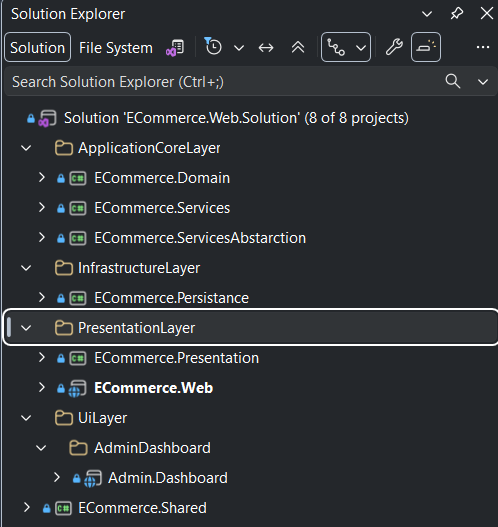 Solution Explorer
Solution File System
Search Solution Explorer (Ctrl+;)
Solution 'ECommerce.Web.Solution' (8 of 8 projects)
ApplicationCoreLayer
ECommerce.Domain
ECommerce.Services
ECommerce.ServicesAbstarction
InfrastructureLayer
ECommerce.Persistance
PresentationLayer
ECommerce.Presentation
ECommerce.Web
UiLayer
AdminDashboard
Admin.Dashboard
ECommerce.Shared